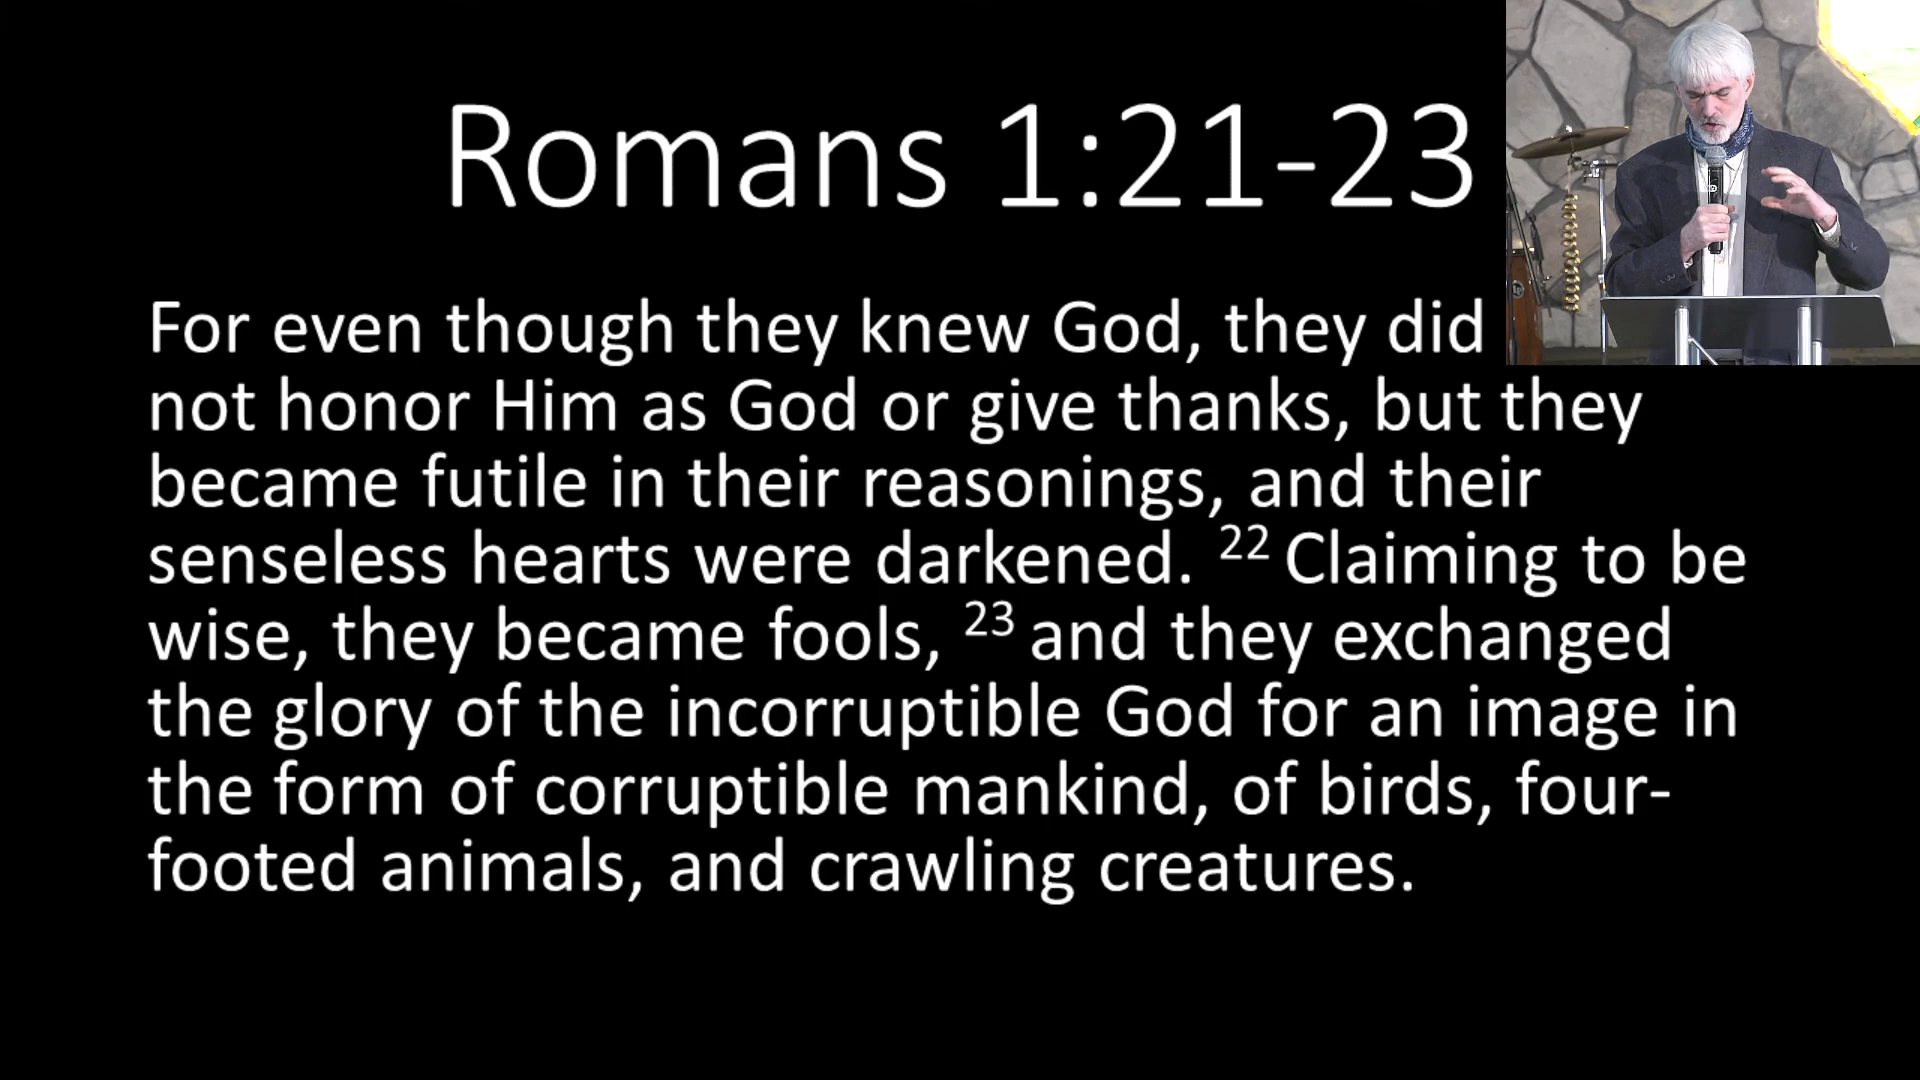 Romans 1:21-23
For even though they knew God, they did
not honor Him as God or give thanks, but they
became futile in their reasonings, and their
senseless hearts were darkened. 22 Claiming to be
wise, they became fools, 23 and they exchanged
the glory of the incorruptible God for an image in
the form of corruptible mankind, of birds, four-
footed animals, and crawling creatures.